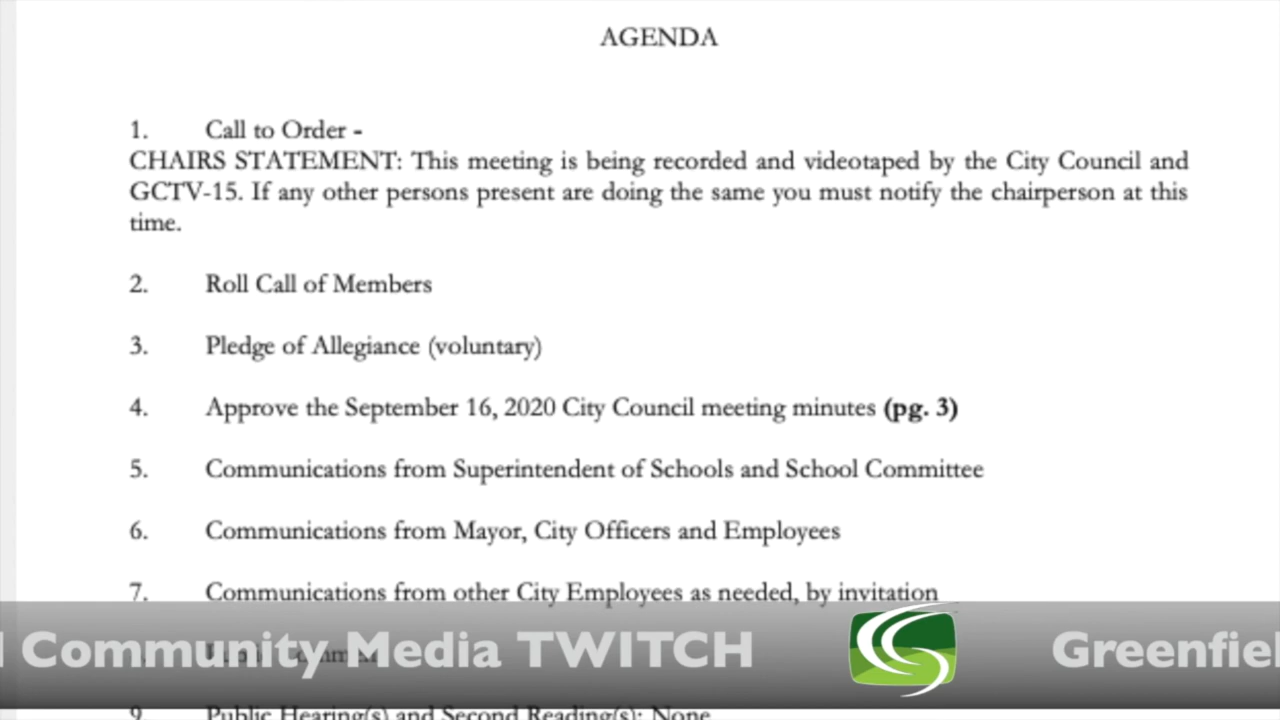 AGENDA
1. Call to Order -
CHAIRS STATEMENT: This meeting is being recorded and videotaped by the City Council and
GCTV-15. If any other persons present are doing the same you must notify the chairperson at this
time.
2. Roll Call of Members
3. Pledge of Allegiance (voluntary)
4. Approve the September 16, 2020 City Council meeting minutes (pg. 3)
5. Communications from Superintendent of Schools and School Committee
6. Communications from Mayor, City Officers and Employees
7. Communications from other City Employees as needed, by invitation
Community Media TWITCH
9. Public Hearing(s) and Second Reading(s): None